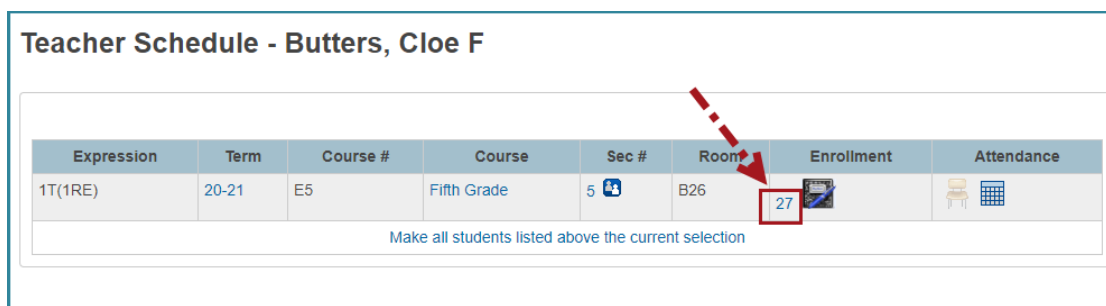 Teacher Schedule - Butters, Cloe F
Expression Term Course # Course Sec # Room Enrollment Attendance
1T(1RE) 20-21 E5 Fifth Grade 5 B26 27
Make all students listed above the current selection